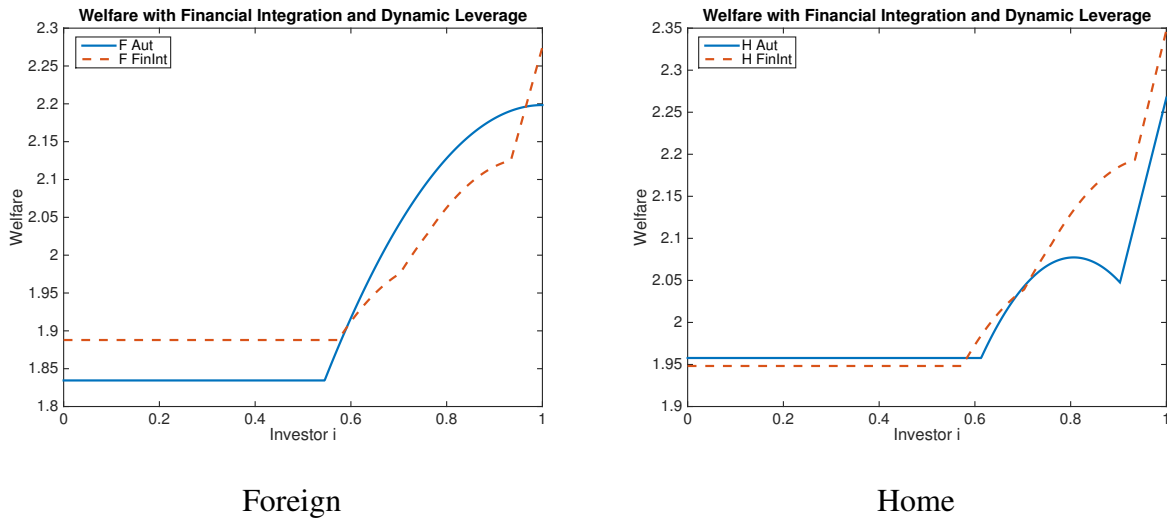 Welfare with Financial Integration and Dynamic Leverage
2.3
2.25
2.2
2.15
2.1
2.05
2
1.95
1.9
1.85
1.8
Welfare
F Aut
F FinInt
0 0.2 0.4 0.6 0.8 1
Investor i
Foreign
Welfare with Financial Integration and Dynamic Leverage
2.35
2.3
2.25
2.2
2.15
2.1
2.05
2
1.95
1.9
Welfare
H Aut
H FinInt
0 0.2 0.4 0.6 0.8 1
Investor i
Home